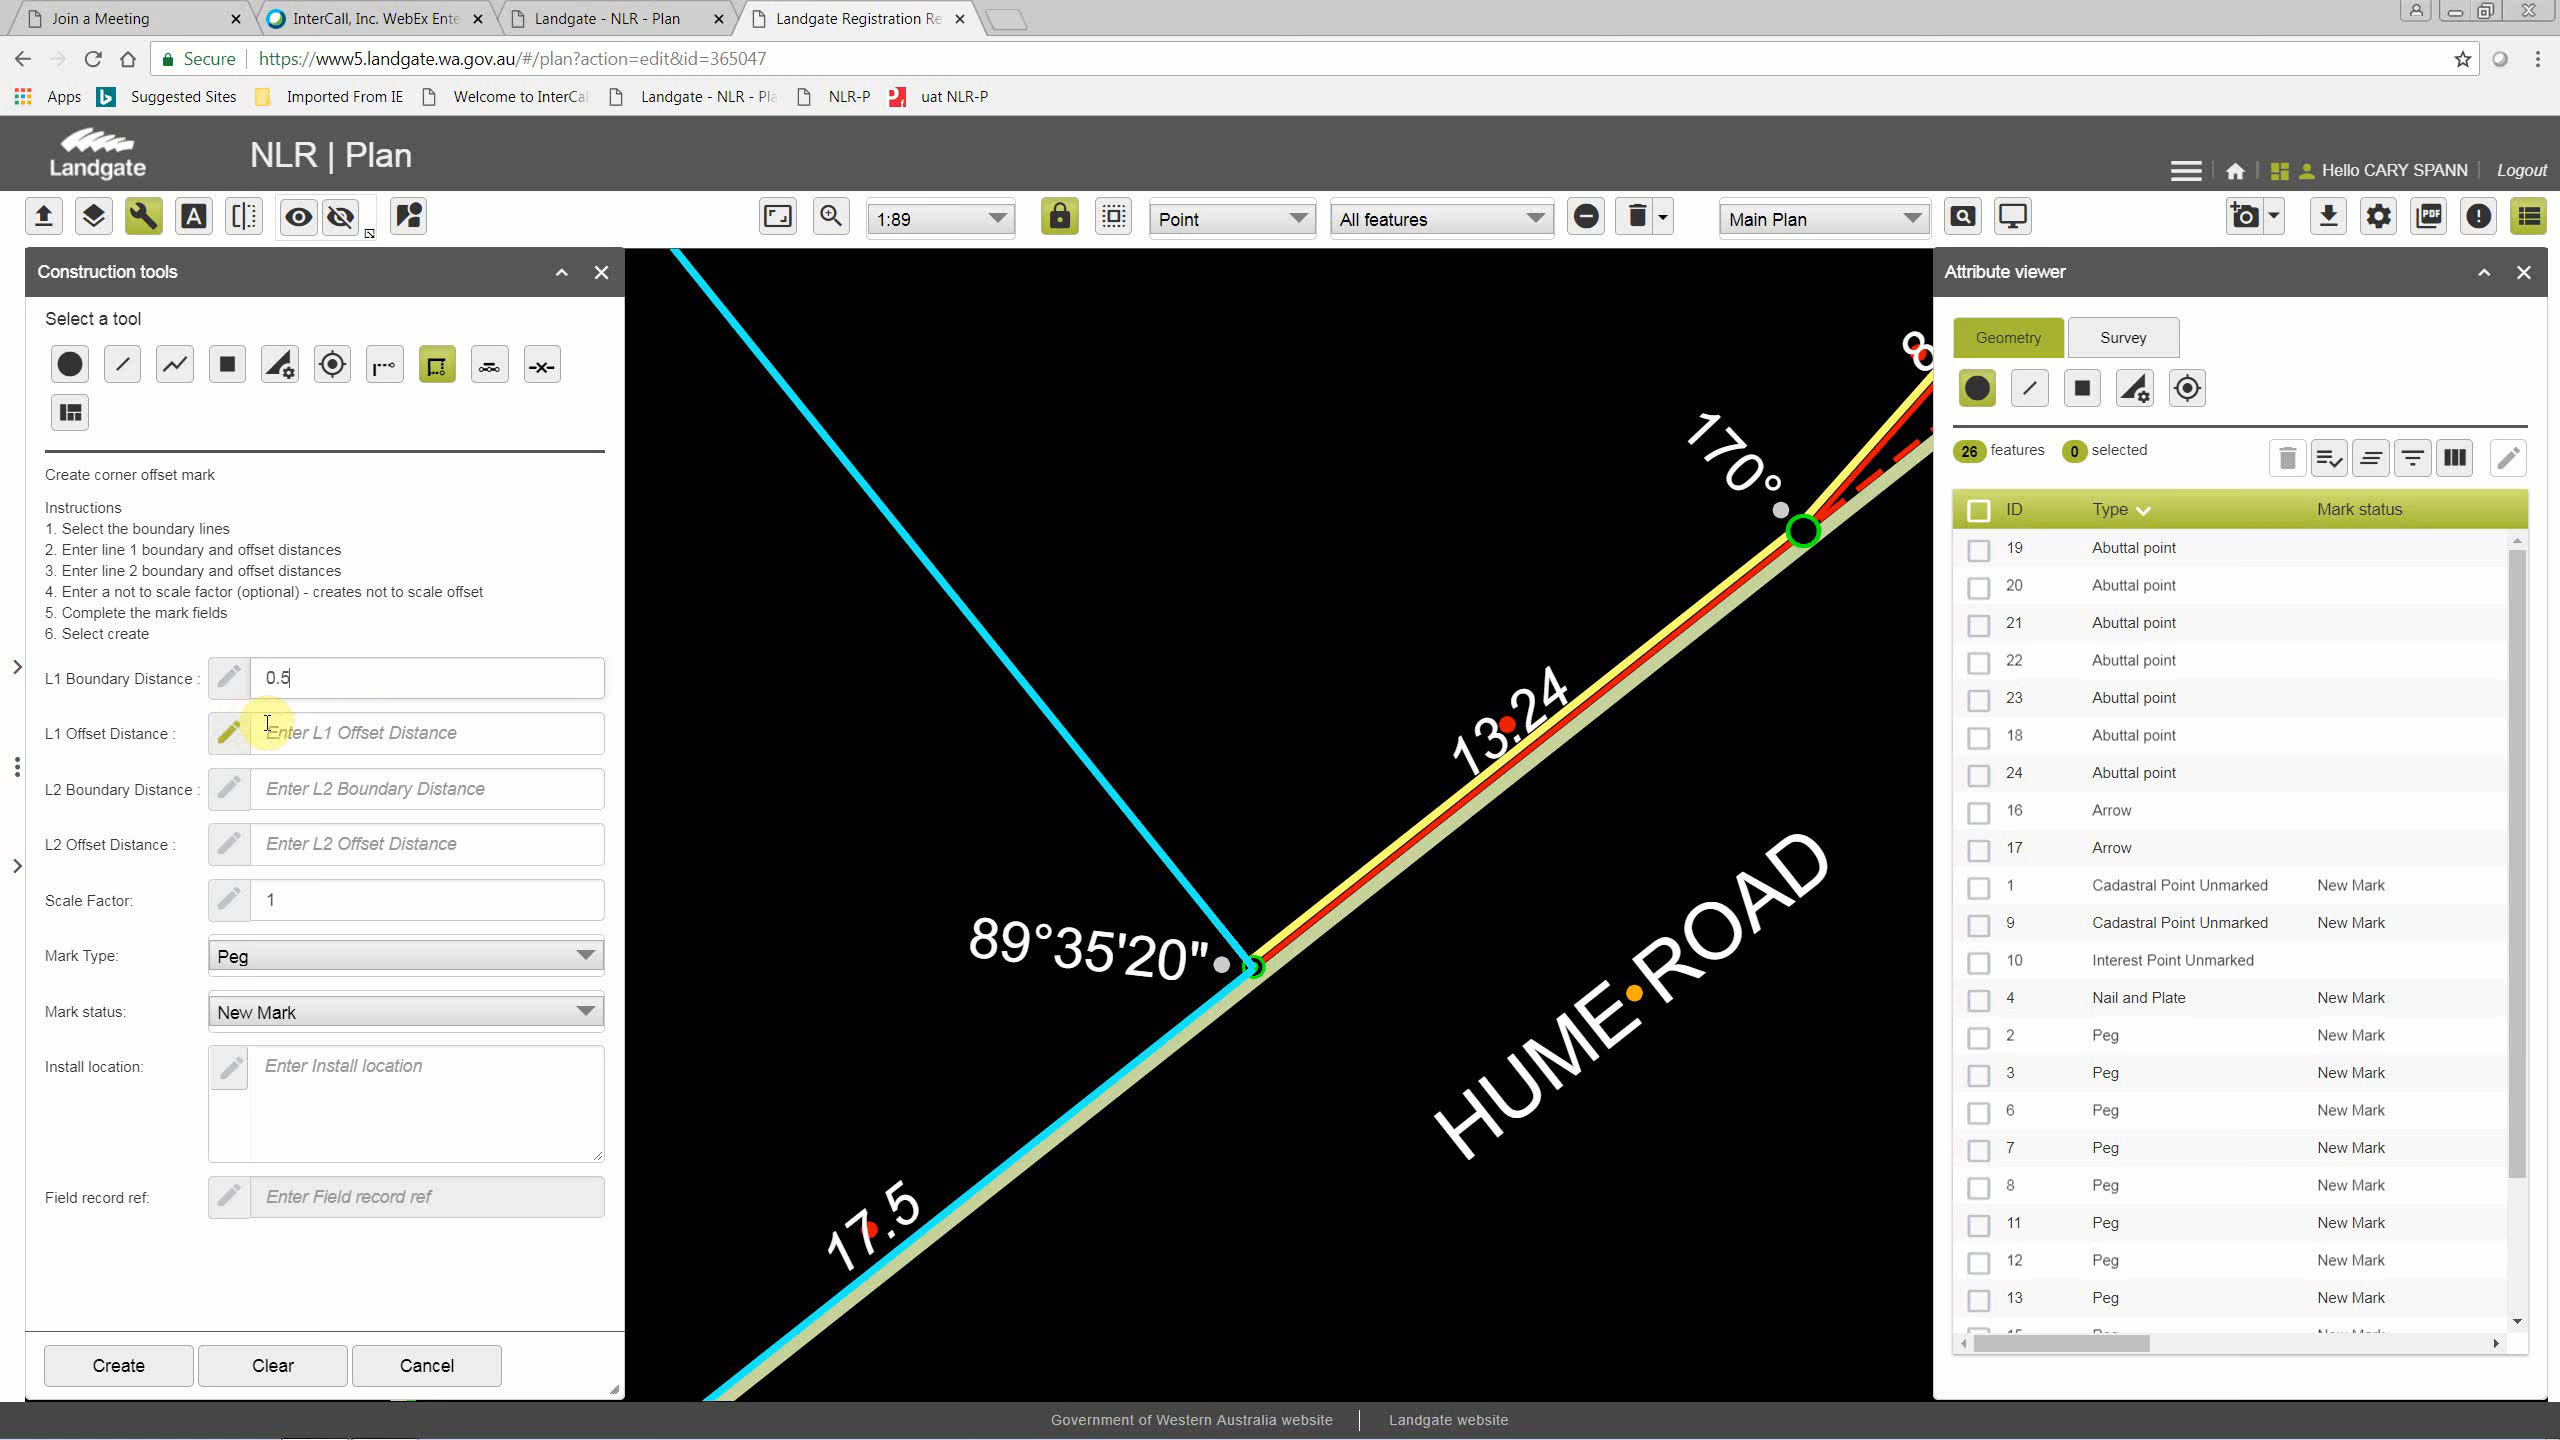 Join a Meeting
InterCall, Inc. WebEx Ente
Landgate - NLR - Plan
Landgate Registration Re
Secure
https://www5.landgate.wa.gov.au/#/plan?action=edit&id=365047
Apps
Suggested Sites
Imported From IE
Welcome to InterCa
Landgate - NLR - Pla
NLR-P
uat NLR-P
Landgate
NLR | Plan
Hello CARY SPANN
Logout
A
1:89
Point
All features
Main Plan
PDF
Construction tools
Select a tool
Create corner offset mark
Instructions
1. Select the boundary lines
2. Enter line 1 boundary and offset distances
3. Enter line 2 boundary and offset distances
4. Enter a not to scale factor (optional) - creates not to scale offset
5. Complete the mark fields
6. Select create
L1 Boundary Distance : 0.5
L1 Offset Distance : Enter L1 Offset Distance
L2 Boundary Distance : Enter L2 Boundary Distance
L2 Offset Distance : Enter L2 Offset Distance
Scale Factor: 1
Mark Type: Peg
Mark status: New Mark
Install location: Enter Install location
Field record ref: Enter Field record ref
Create
Clear
Cancel
8
170°
13.24
89°35'20"
HUME ROAD
17.5
Attribute viewer
Geometry
Survey
26 features 0 selected
ID Type Mark status
19 Abuttal point
20 Abuttal point
21 Abuttal point
22 Abuttal point
23 Abuttal point
18 Abuttal point
24 Abuttal point
16 Arrow
17 Arrow
1 Cadastral Point Unmarked New Mark
9 Cadastral Point Unmarked New Mark
10 Interest Point Unmarked
4 Nail and Plate New Mark
2 Peg New Mark
3 Peg New Mark
6 Peg New Mark
7 Peg New Mark
8 Peg New Mark
11 Peg New Mark
12 Peg New Mark
13 Peg New Mark
Government of Western Australia website
Landgate website